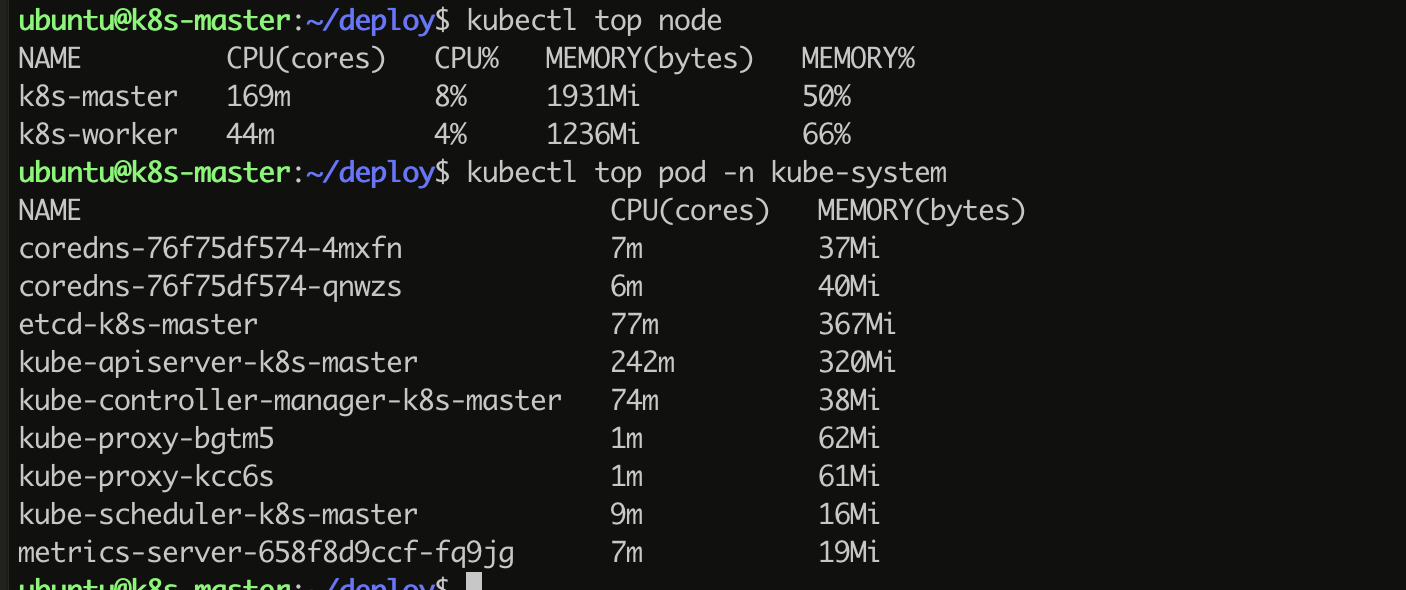 ubuntu@k8s-master:~/deploy$ kubectl top node
NAME         CPU(cores)   CPU%   MEMORY(bytes)   MEMORY%
k8s-master   169m         8%     1931Mi          50%
k8s-worker   44m          4%     1236Mi          66%
ubuntu@k8s-master:~/deploy$ kubectl top pod -n kube-system
NAME                                 CPU(cores)   MEMORY(bytes)
coredns-76f75df574-4mxfn             7m           37Mi
coredns-76f75df574-qnwzs             6m           40Mi
etcd-k8s-master                      77m          367Mi
kube-apiserver-k8s-master            242m         320Mi
kube-controller-manager-k8s-master   74m          38Mi
kube-proxy-bgtm5                     1m           62Mi
kube-proxy-kcc6s                     1m           61Mi
kube-scheduler-k8s-master            9m           16Mi
metrics-server-658f8d9ccf-fq9jg      7m           19Mi
ubuntu@k8s-master:~/deploy$